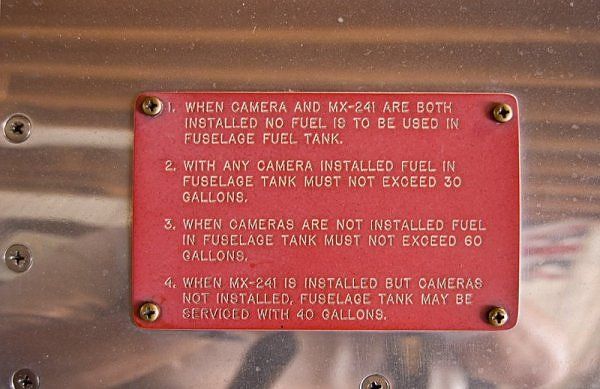 1. WHEN CAMERA AND MX-241 ARE BOTH
INSTALLED NO FUEL IS TO BE USED IN
FUSELAGE FUEL TANK.
2. WITH ANY CAMERA INSTALLED FUEL IN
FUSELAGE TANK MUST NOT EXCEED 30
GALLONS.
3. WHEN CAMERAS ARE NOT INSTALLED FUEL
IN FUSELAGE TANK MUST NOT EXCEED 60
GALLONS.
4. WHEN MX-241 IS INSTALLED BUT CAMERAS
NOT INSTALLED, FUSELAGE TANK MAY BE
SERVICED WITH 40 GALLONS.